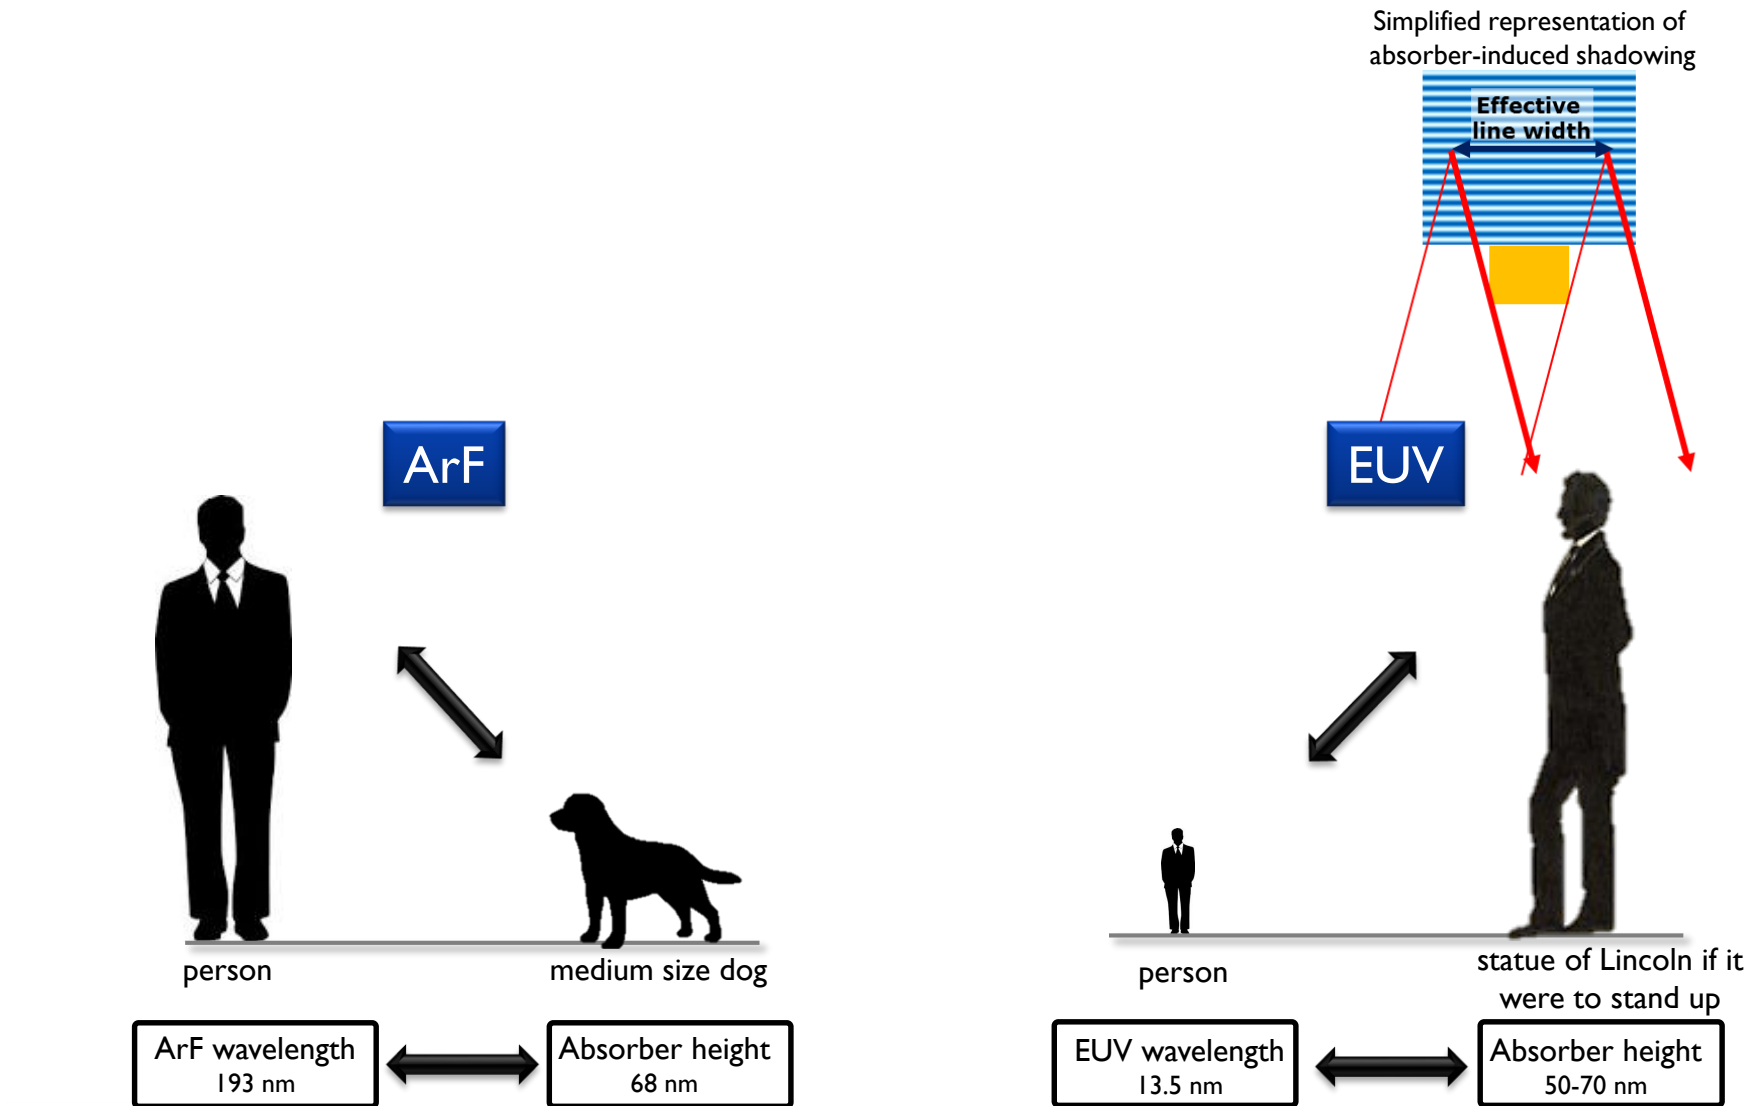 Simplified representation of
absorber-induced shadowing
Effective
line width
ArF
EUV
person
medium size dog
person
statue of Lincoln if it
were to stand up
ArF wavelength
193 nm
Absorber height
68 nm
EUV wavelength
13.5 nm
Absorber height
50-70 nm